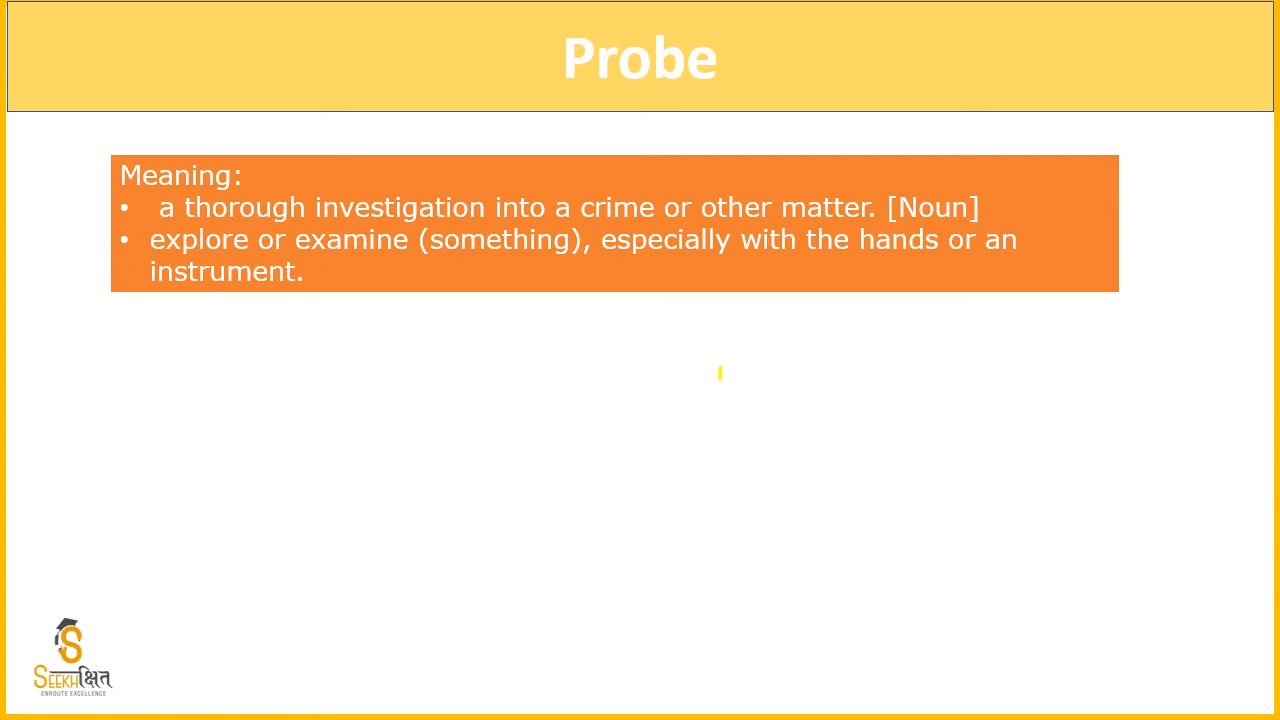 Probe
Meaning:
• a thorough investigation into a crime or other matter. [Noun]
• explore or examine (something), especially with the hands or an
instrument.
S
SEEKHक्षित
ENROUTE EXCELLENCE